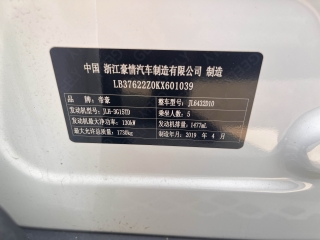 中国 浙江豪情汽车制造有限公司 制造
LB37622Z0KX601039
品牌:帝豪 整车型号:JL6432D10
发动机型号:JLH-3G15TD 乘坐人数:5
发动机最大净功率:130kW 发动机排量:1477mL
最大允许总质量:1730kg 制造年月:2019 年 4 月